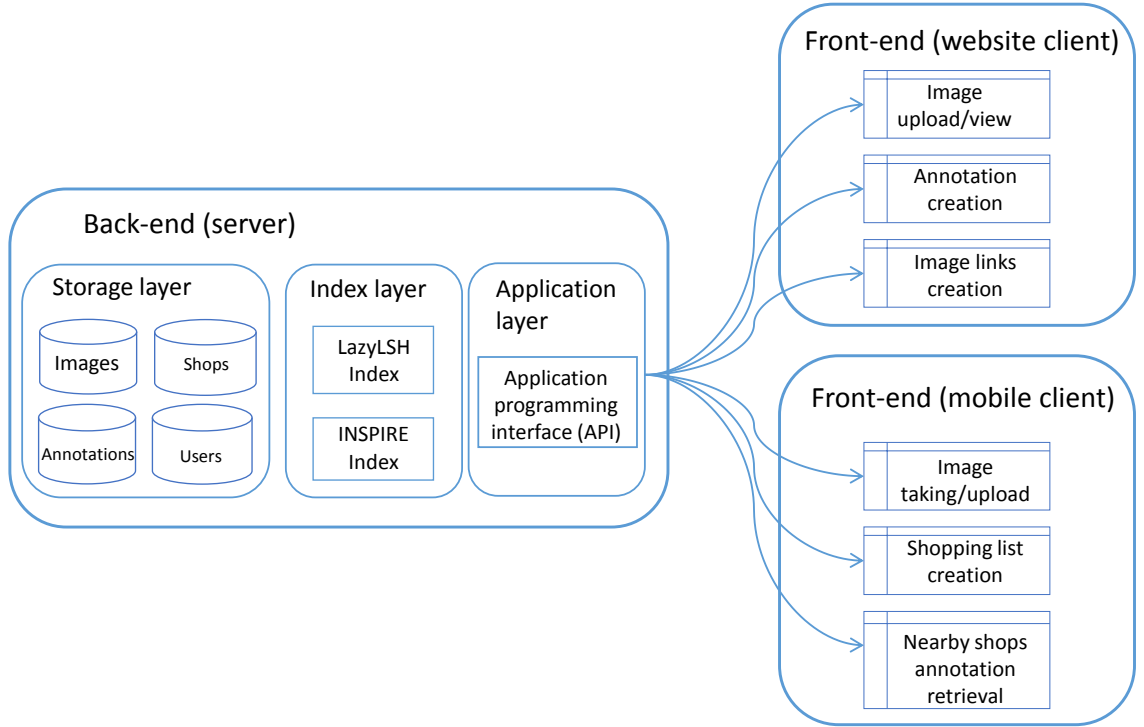 Back-end (server)
Storage layer
Images
Shops
Annotations
Users
Index layer
LazyLSH
Index
INSPIRE
Index
Application
layer
Application
programming
interface (API)
Front-end (website client)
Image
upload/view
Annotation
creation
Image links
creation
Front-end (mobile client)
Image
taking/upload
Shopping list
creation
Nearby shops
annotation
retrieval